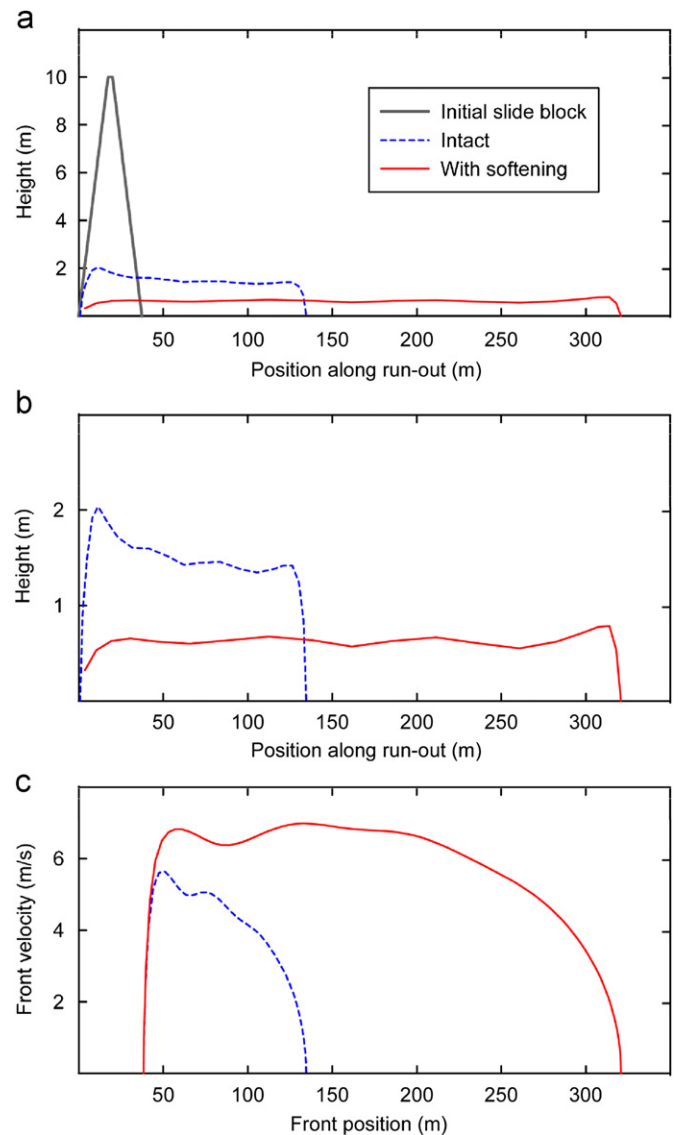 a
10
8
6
4
2
Height (m)
Initial slide block
Intact
With softening
50 100 150 200 250 300
Position along run-out (m)
b
2
1
Height (m)
50 100 150 200 250 300
Position along run-out (m)
c
6
4
2
Front velocity (m/s)
50 100 150 200 250 300
Front position (m)